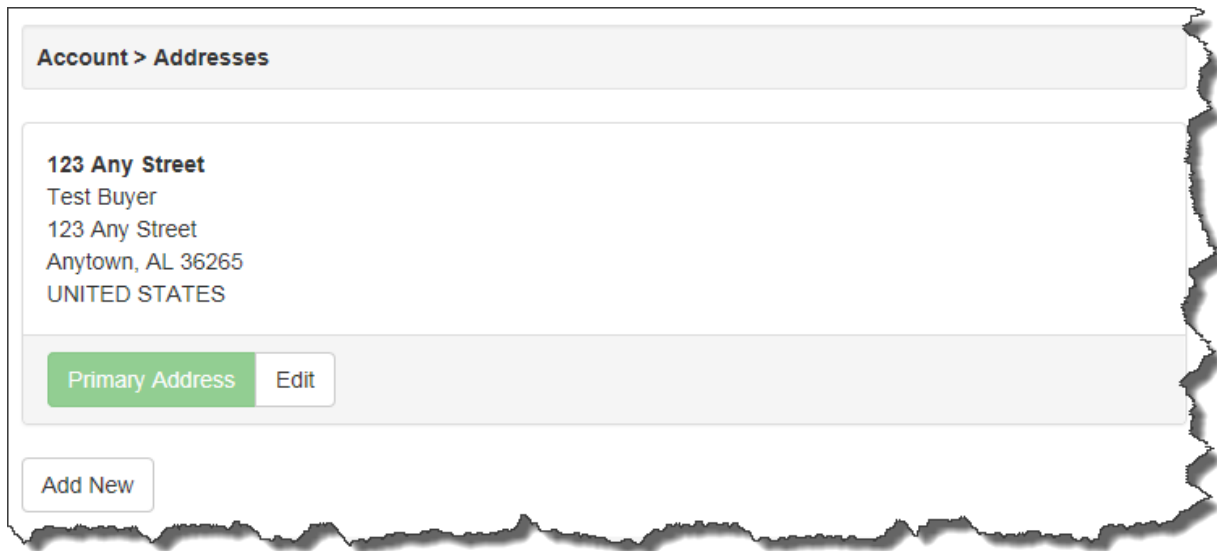 Account > Addresses
123 Any Street
Test Buyer
123 Any Street
Anytown, AL 36265
UNITED STATES
Primary Address Edit
Add New